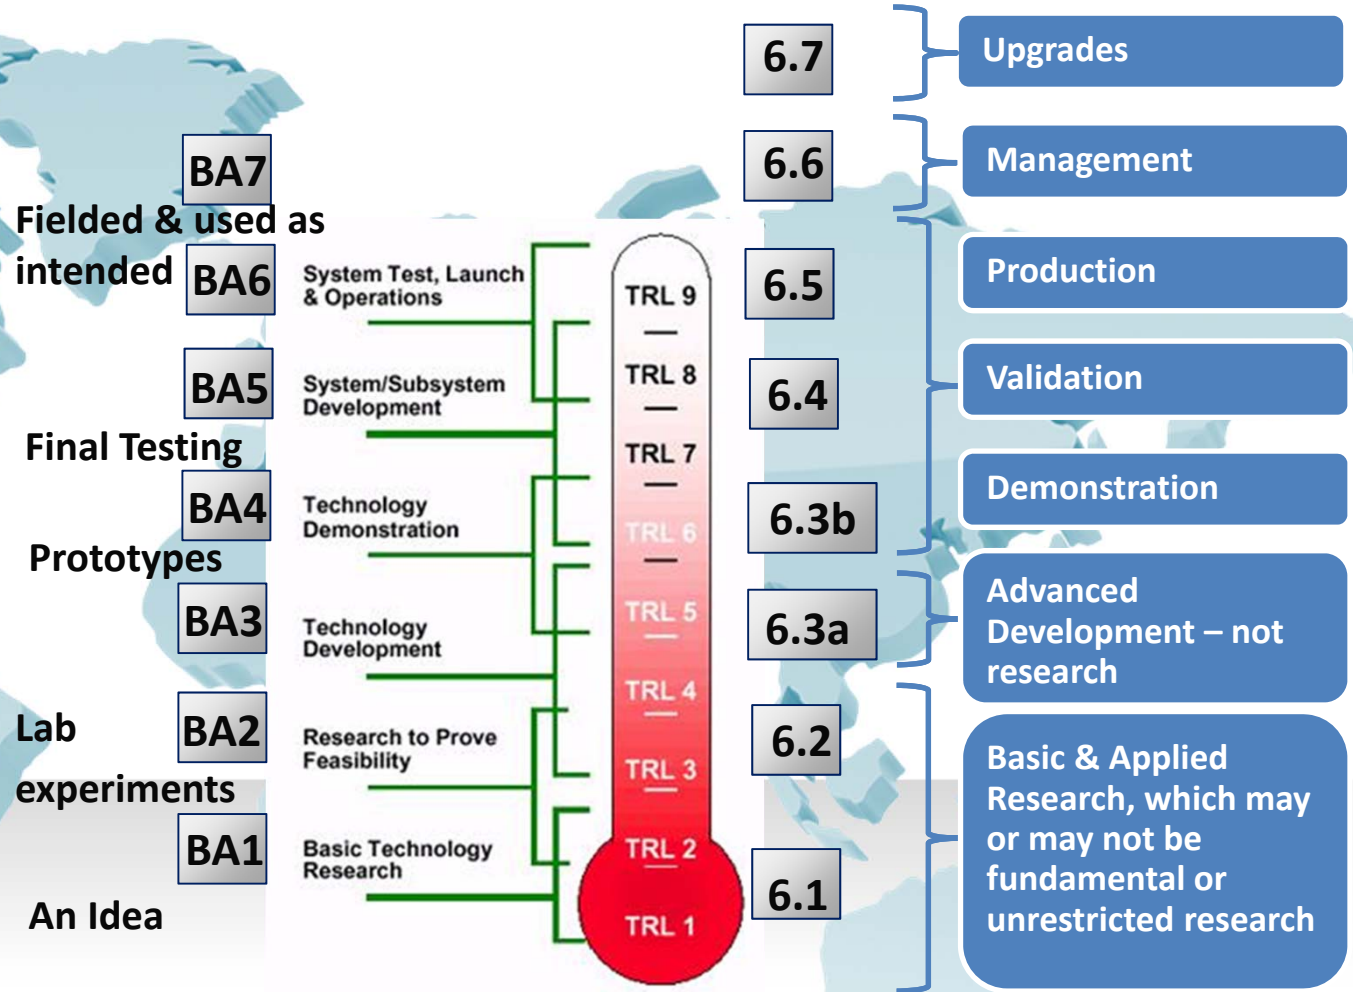 6.7
Upgrades
BA7
6.6
Management
Fielded & used as
intended
BA6
System Test, Launch
& Operations
TRL 9
6.5
Production
BA5
System/Subsystem
Development
TRL 8
6.4
Validation
Final Testing
TRL 7
BA4
Technology
Demonstration
TRL 6
6.3b
Demonstration
Prototypes
BA3
Technology
Development
TRL 5
6.3a
Advanced
Development – not
research
TRL 4
Lab
experiments
BA2
Research to Prove
Feasibility
TRL 3
6.2
Basic & Applied
Research, which may
or may not be
fundamental or
unrestricted research
BA1
Basic Technology
Research
TRL 2
6.1
An Idea
TRL 1